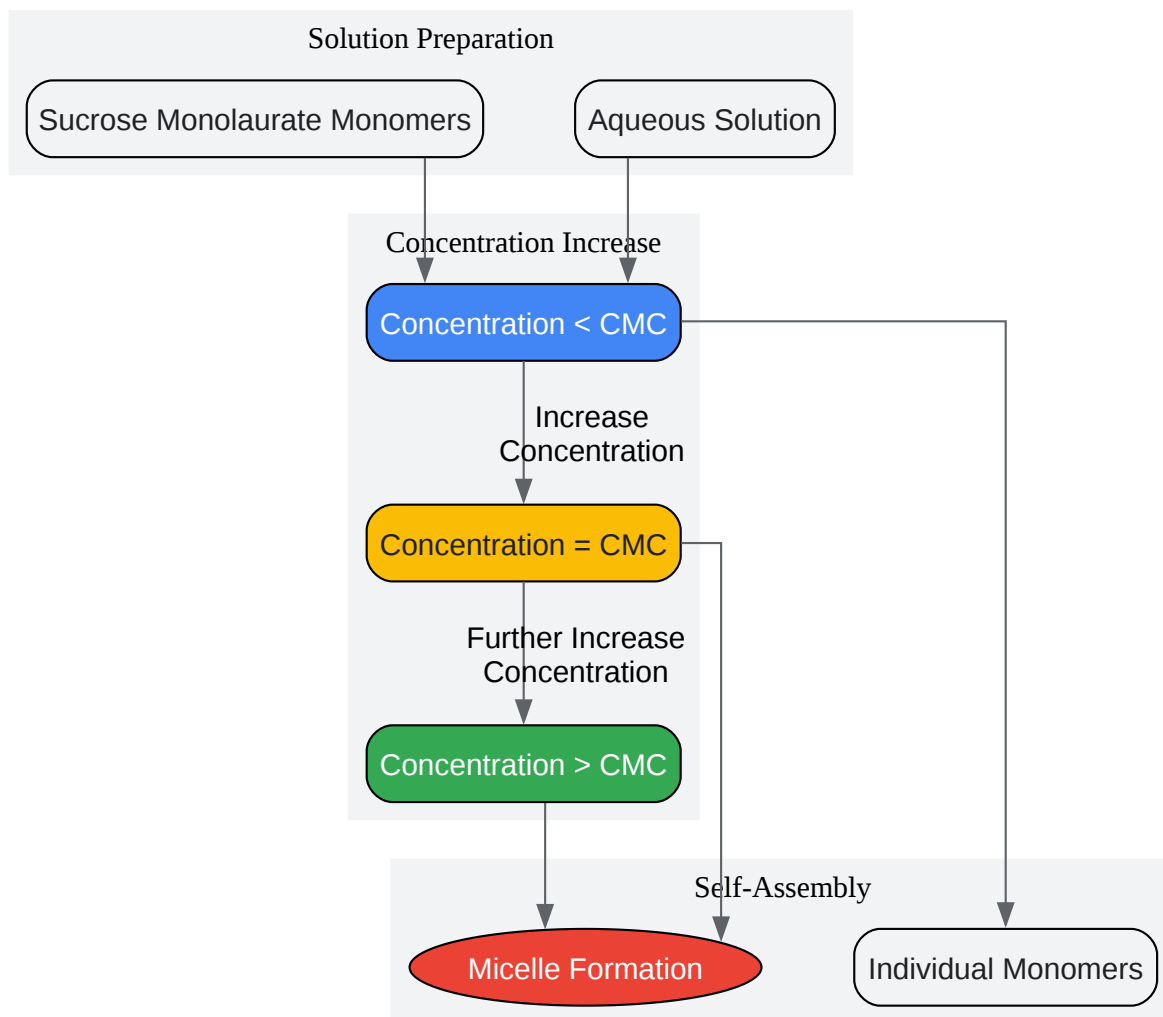 Solution Preparation
Sucrose Monolaurate Monomers
Aqueous Solution
Concentration Increase
Concentration < CMC
Increase
Concentration
Concentration = CMC
Further Increase
Concentration
Concentration > CMC
Self-Assembly
Micelle Formation
Individual Monomers